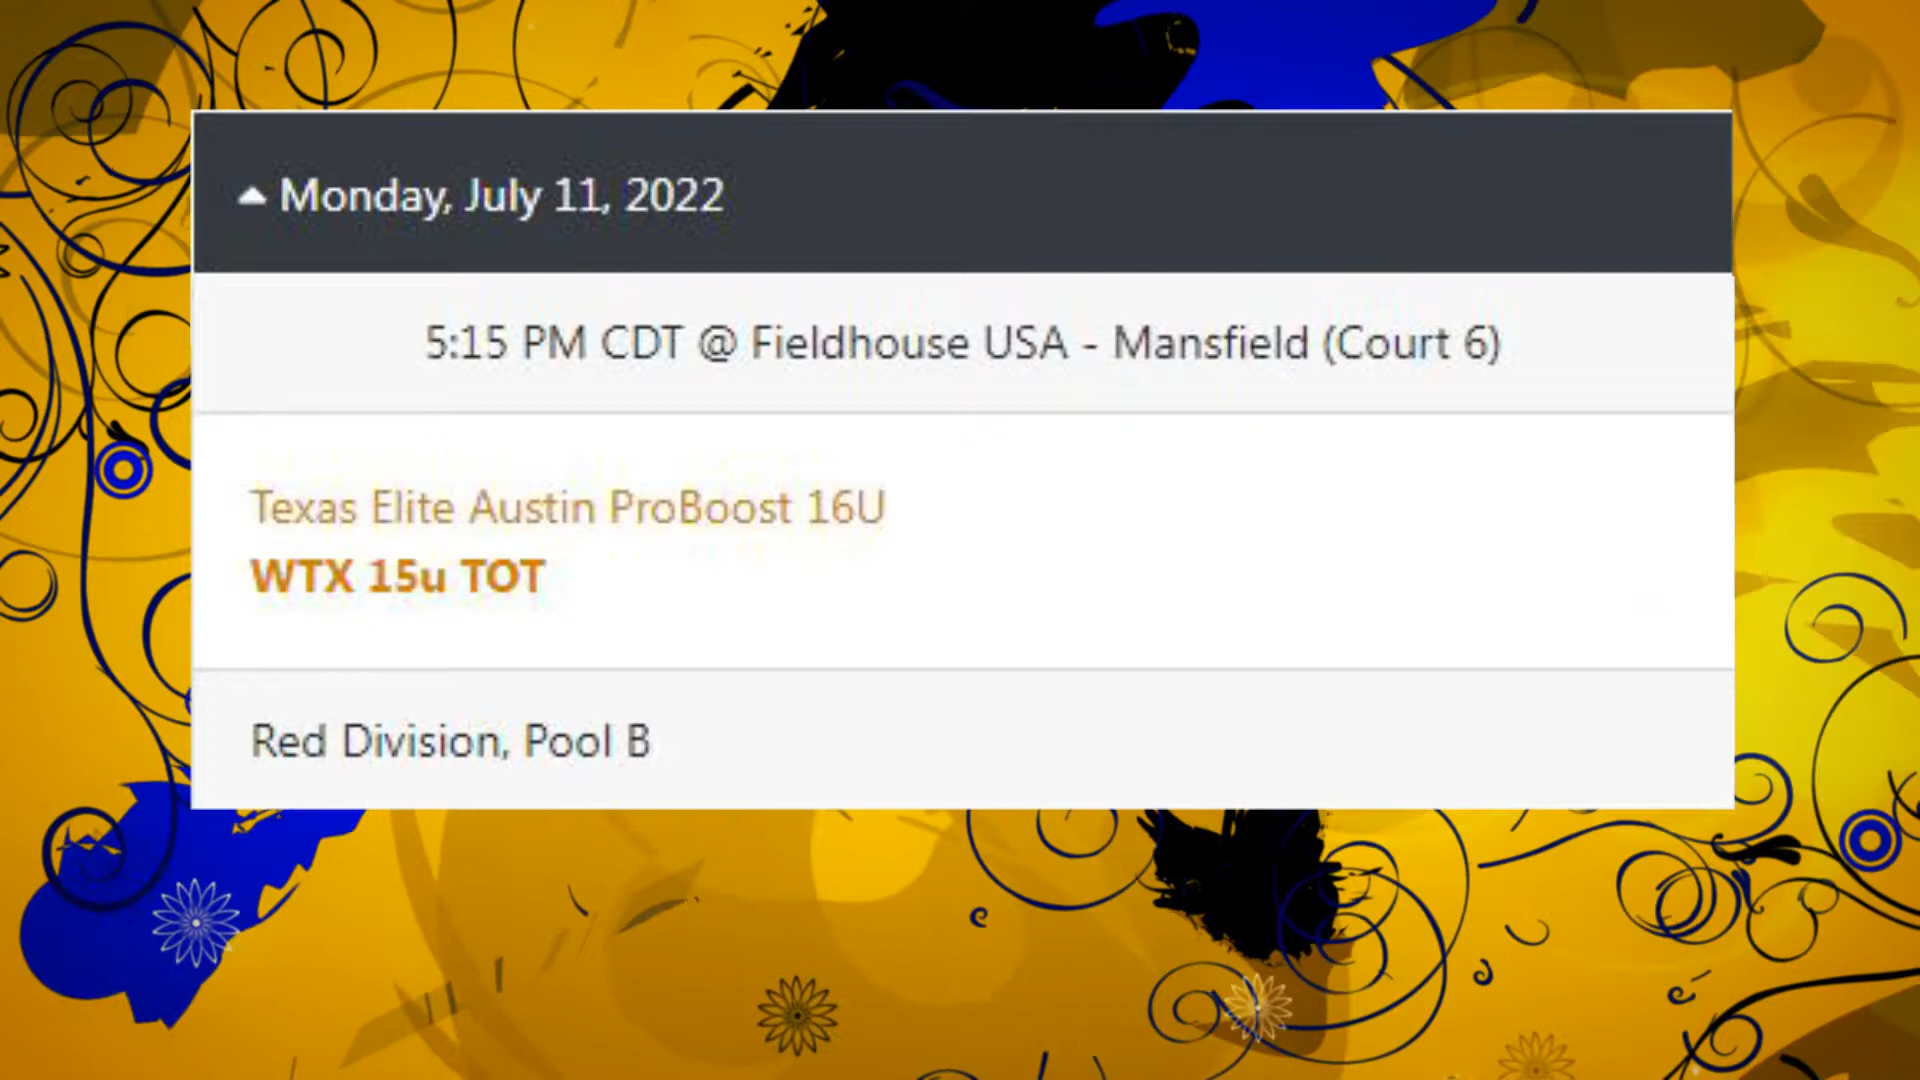 Monday, July 11, 2022
5:15 PM CDT @ Fieldhouse USA - Mansfield (Court 6)
Texas Elite Austin ProBoost 16U
WTX 15u TOT
Red Division, Pool B